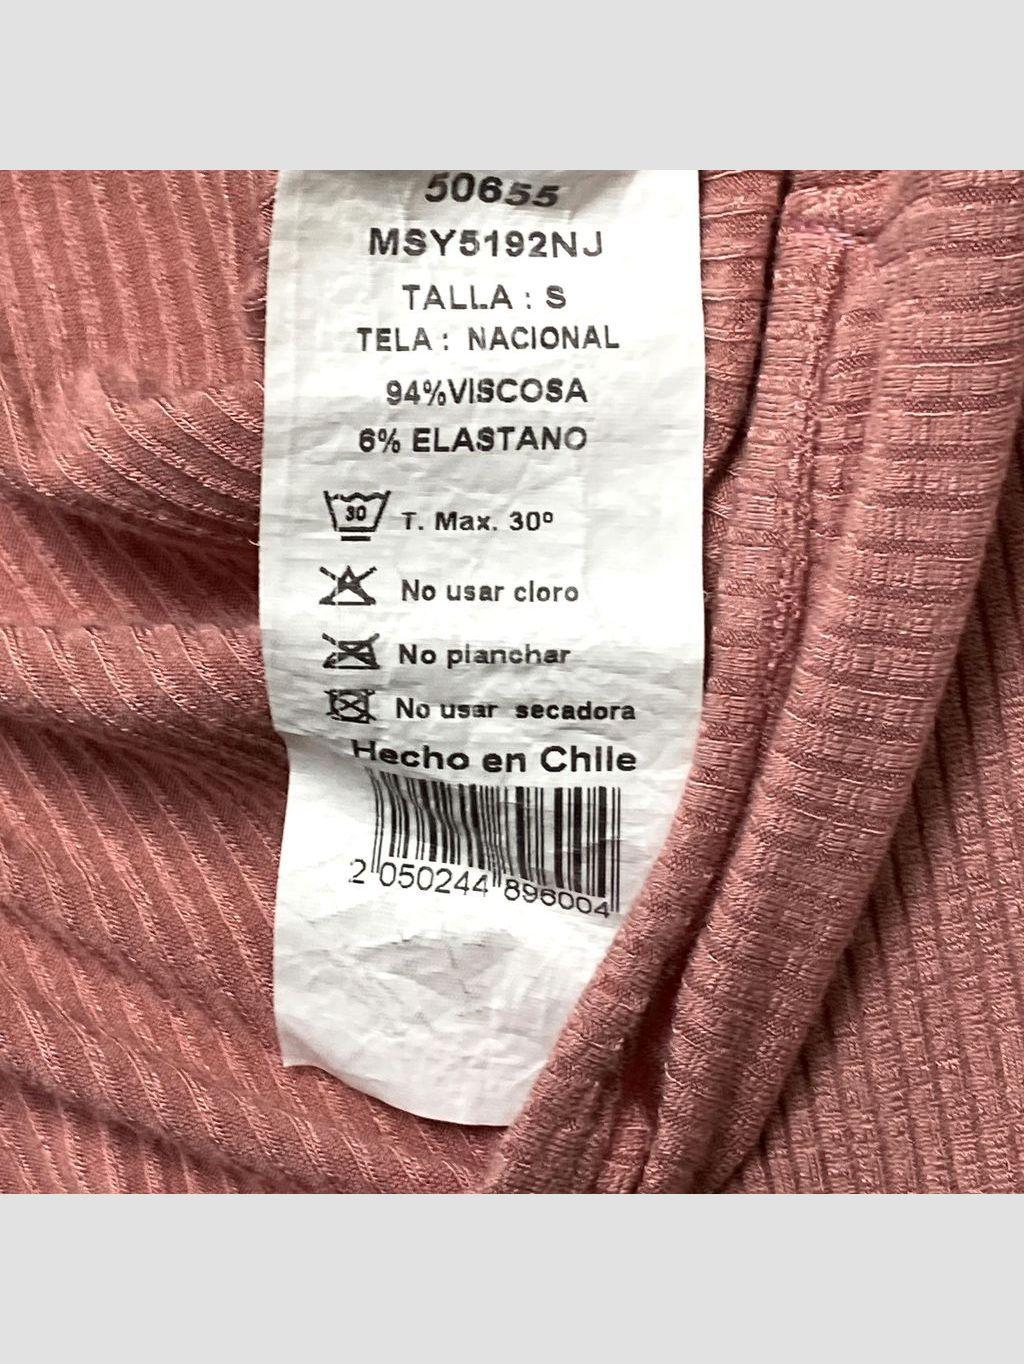 50655
MSY5192NJ
TALLA : S
TELA : NACIONAL
94%VISCOSA
6% ELASTANO
30 T. Max. 30º
No usar cloro
No planchar
No usar secadora
Hecho en Chile
2 050244 896004